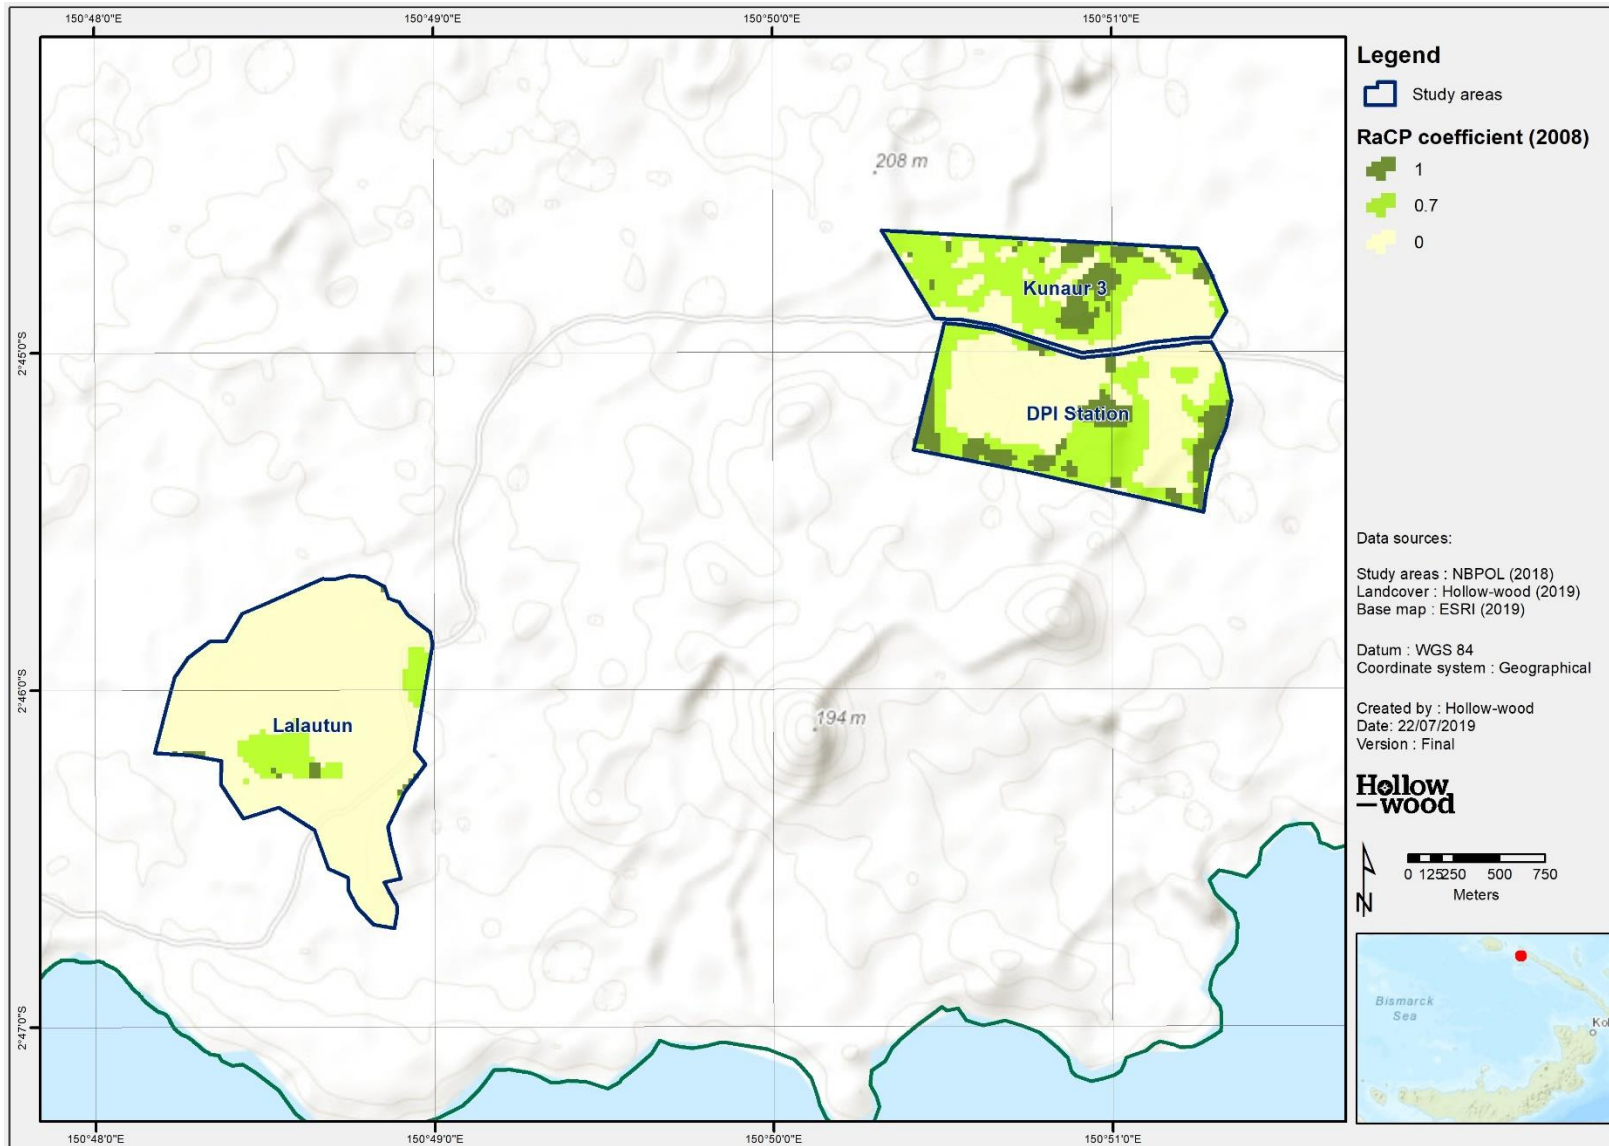 150°48'0"E 150°49'0"E 150°50'0"E 150°51'0"E
208 m
Kunaur 3
2°45'0"S
DPI Station
2°46'0"S
Lalautun
194 m
2°47'0"S
150°48'0"E 150°49'0"E 150°50'0"E 150°51'0"E
Legend
Study areas
RaCP coefficient (2008)
1
0.7
0
Data sources:
Study areas : NBPOL (2018)
Landcover : Hollow-wood (2019)
Base map : ESRI (2019)
Datum : WGS 84
Coordinate system : Geographical
Created by : Hollow-wood
Date: 22/07/2019
Version : Final
Hollow
—wood
N
0 125250 500 750
Meters
Bismarck
Sea